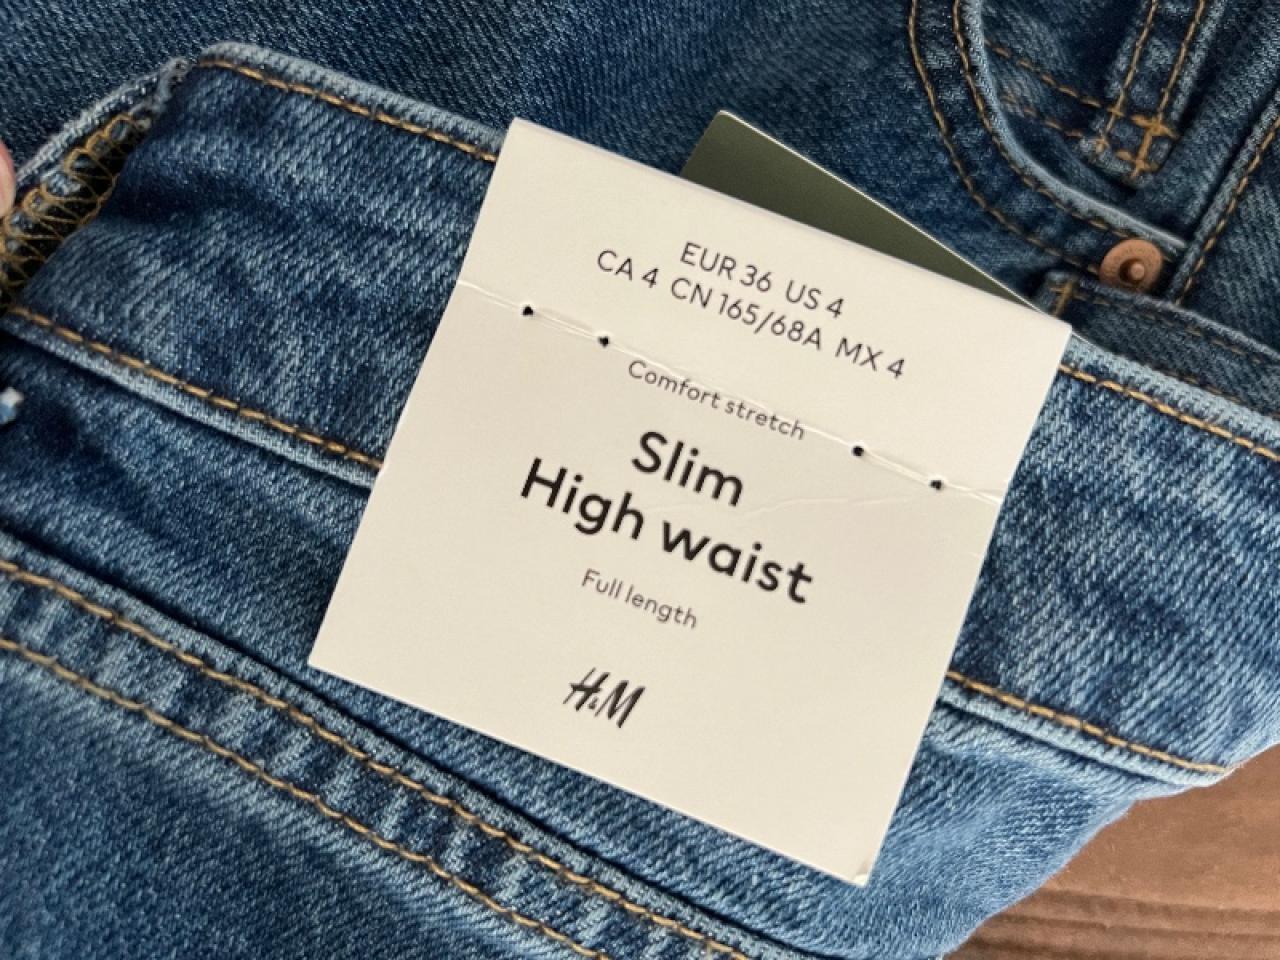 EUR 36 US 4
CA 4 CN 165/68A MX 4
Comfort stretch
Slim
High waist
Full length
H&M